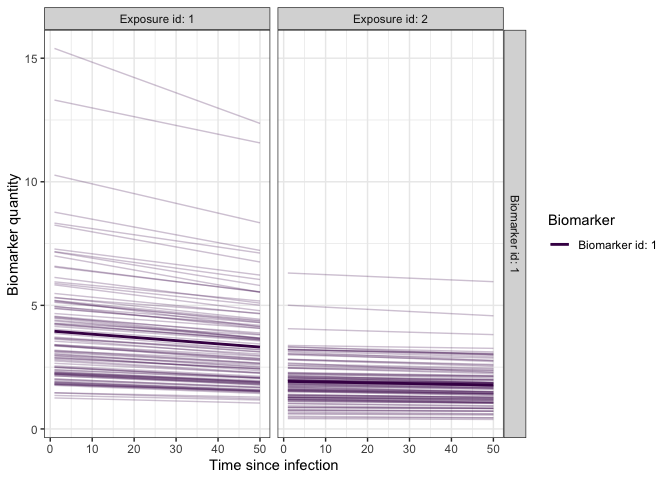 Exposure id: 1
Exposure id: 2
Biomarker quantity
15
10
5
0
Biomarker id: 1
Biomarker
Biomarker id: 1
0 10 20 30 40 50
0 10 20 30 40 50
Time since infection